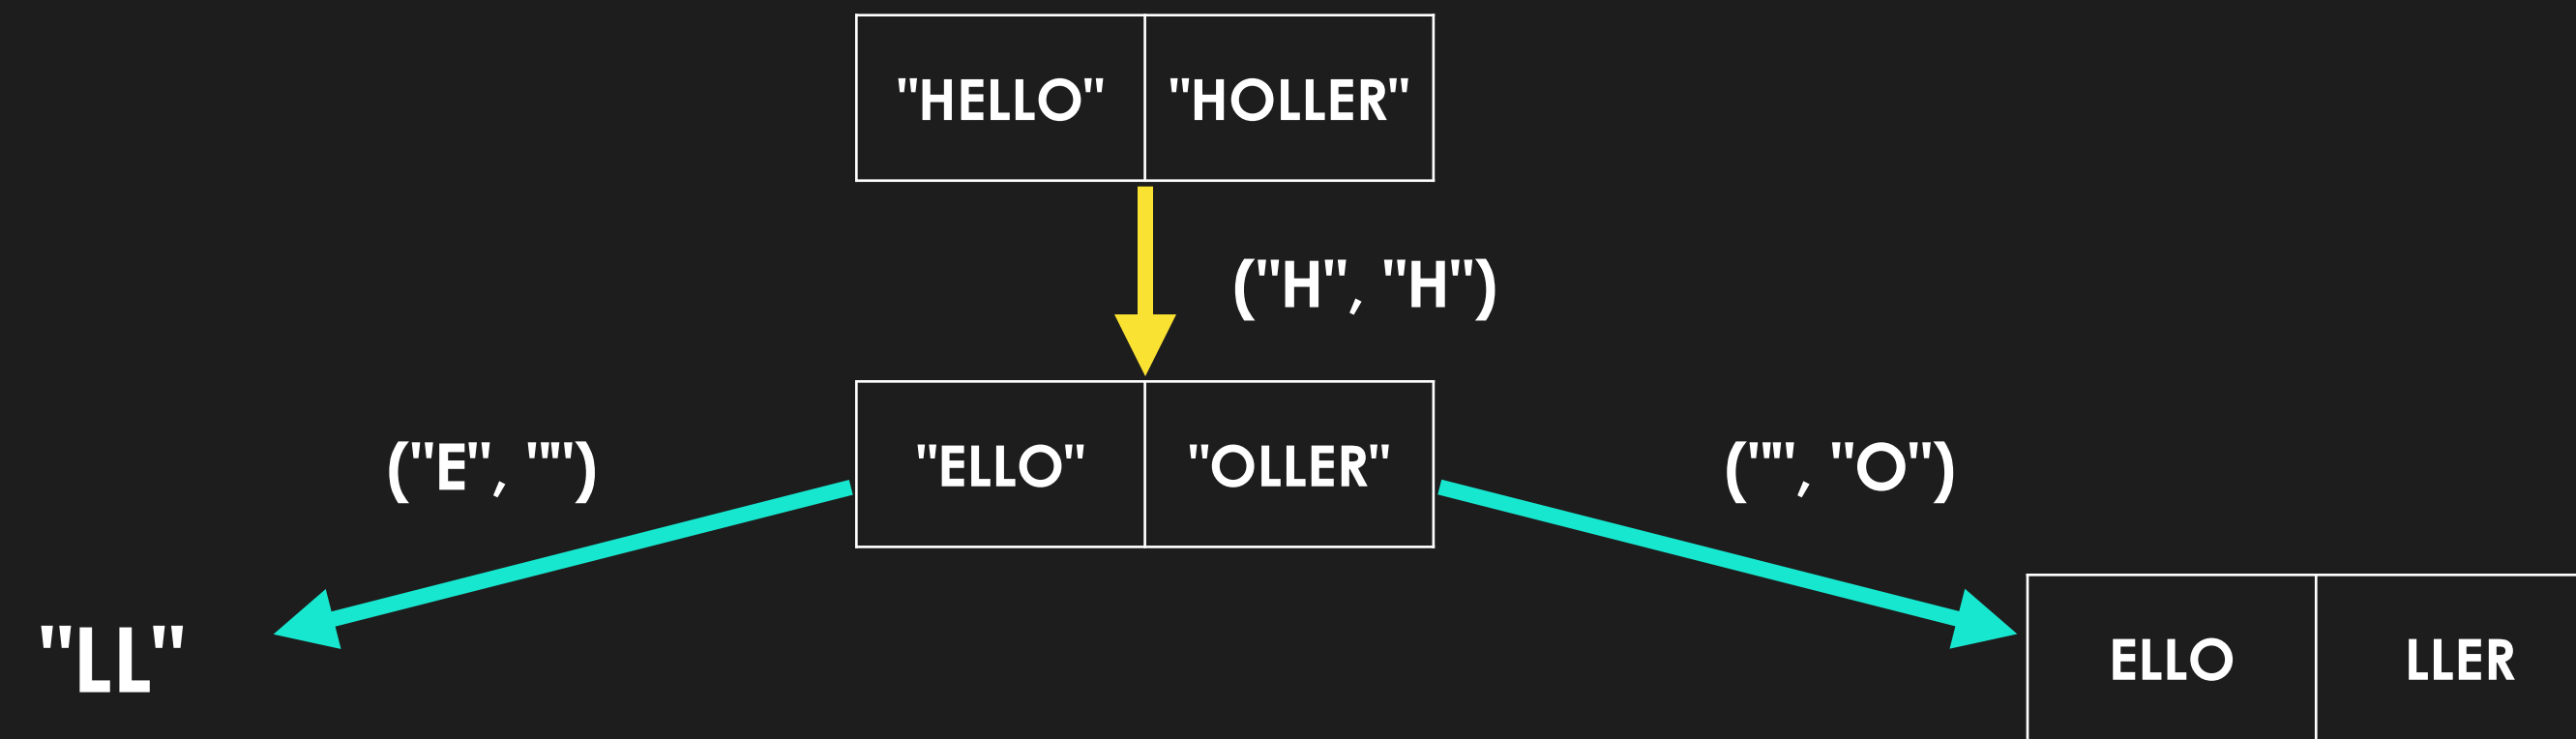 "HELLO" "HOLLER"
("H", "H")
("E", "") "ELLO" "OLLER" ("", "O")
"LL" ELLO LLER